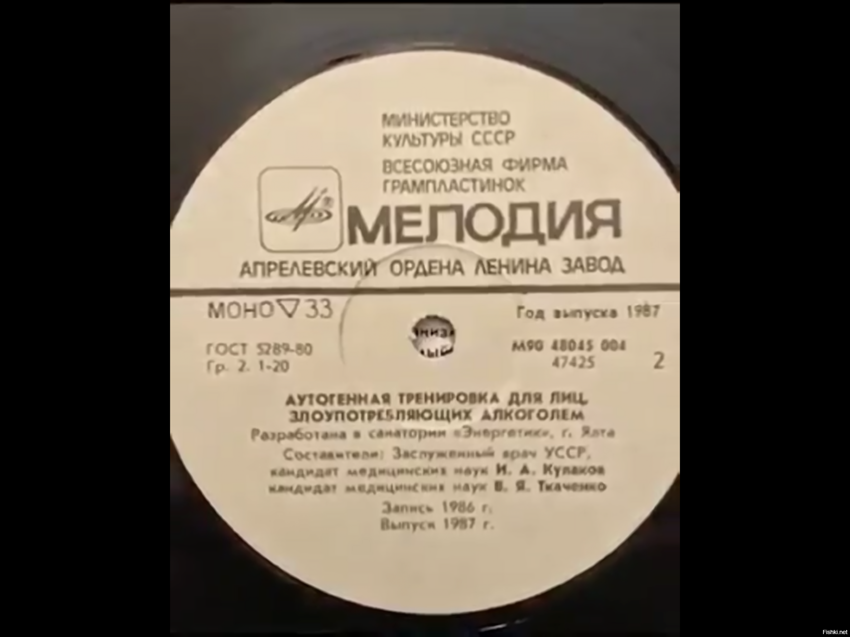 МИНИСТЕРСТВО
КУЛЬТУРЫ СССР
ВСЕСОЮЗНАЯ ФИРМА
ГРАМПЛАСТИНОК
МЕЛОДИЯ
АПРЕЛЕВСКИЙ ОРДЕНА ЛЕНИНА ЗАВОД
МОНО ▽ 33
Год выпуска 1987
ГОСТ 5289-80
Гр. 2. 1-20
М90 48045 004
47425
2
АУТОГЕННАЯ ТРЕНИРОВКА ДЛЯ ЛИЦ,
ЗЛОУПОТРЕБЛЯЮЩИХ АЛКОГОЛЕМ
Разработана в санатории «Энергетик», г. Ялта
Составители: Заслуженный врач УССР,
кандидат медицинских наук И. А. Кулаков
кандидат медицинских наук В. Я. Ткаченко
Запись 1986 г.
Выпуск 1987 г.
Fishki.net